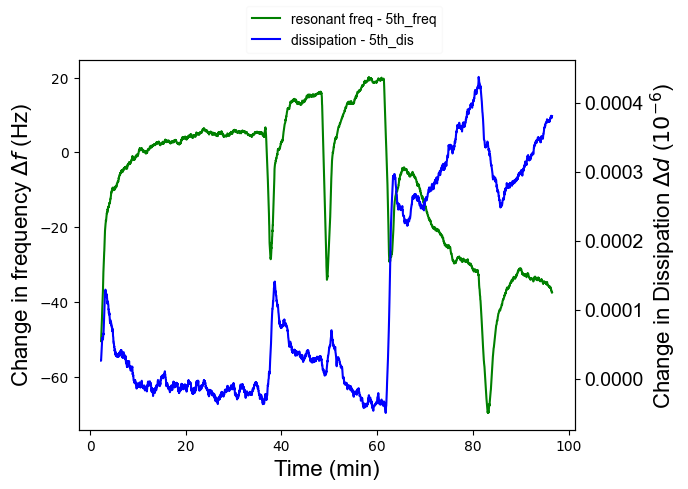 resonant freq - 5th_freq
dissipation - 5th_dis
Change in frequency Δf (Hz)
20
0
−20
−40
−60
0.0004
0.0003
0.0002
0.0001
0.0000
Change in Dissipation Δd (10⁻⁶)
0 20 40 60 80 100
Time (min)